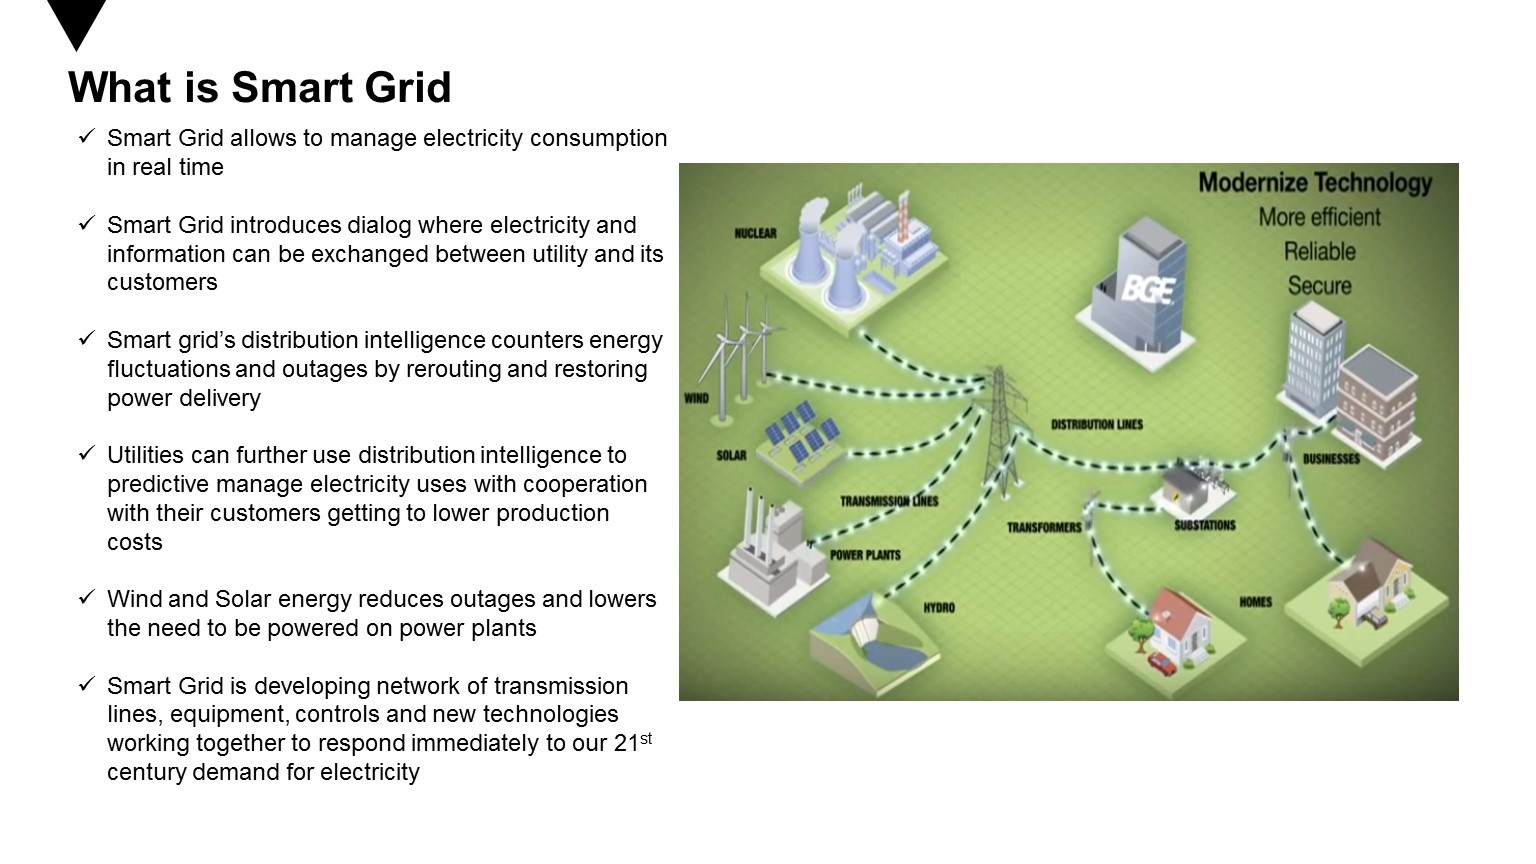 What is Smart Grid
✓ Smart Grid allows to manage electricity consumption
in real time
✓ Smart Grid introduces dialog where electricity and
information can be exchanged between utility and its
customers
✓ Smart grid’s distribution intelligence counters energy
fluctuations and outages by rerouting and restoring
power delivery
✓ Utilities can further use distribution intelligence to
predictive manage electricity uses with cooperation
with their customers getting to lower production
costs
✓ Wind and Solar energy reduces outages and lowers
the need to be powered on power plants
✓ Smart Grid is developing network of transmission
lines, equipment, controls and new technologies
working together to respond immediately to our 21st
century demand for electricity
Modernize Technology
More efficient
Reliable
Secure
NUCLEAR
BGE
WIND
DISTRIBUTION LINES
SOLAR
BUSINESSES
TRANSMISSION LINES
TRANSFORMERS
SUBSTATIONS
POWER PLANTS
HYDRO
HOMES